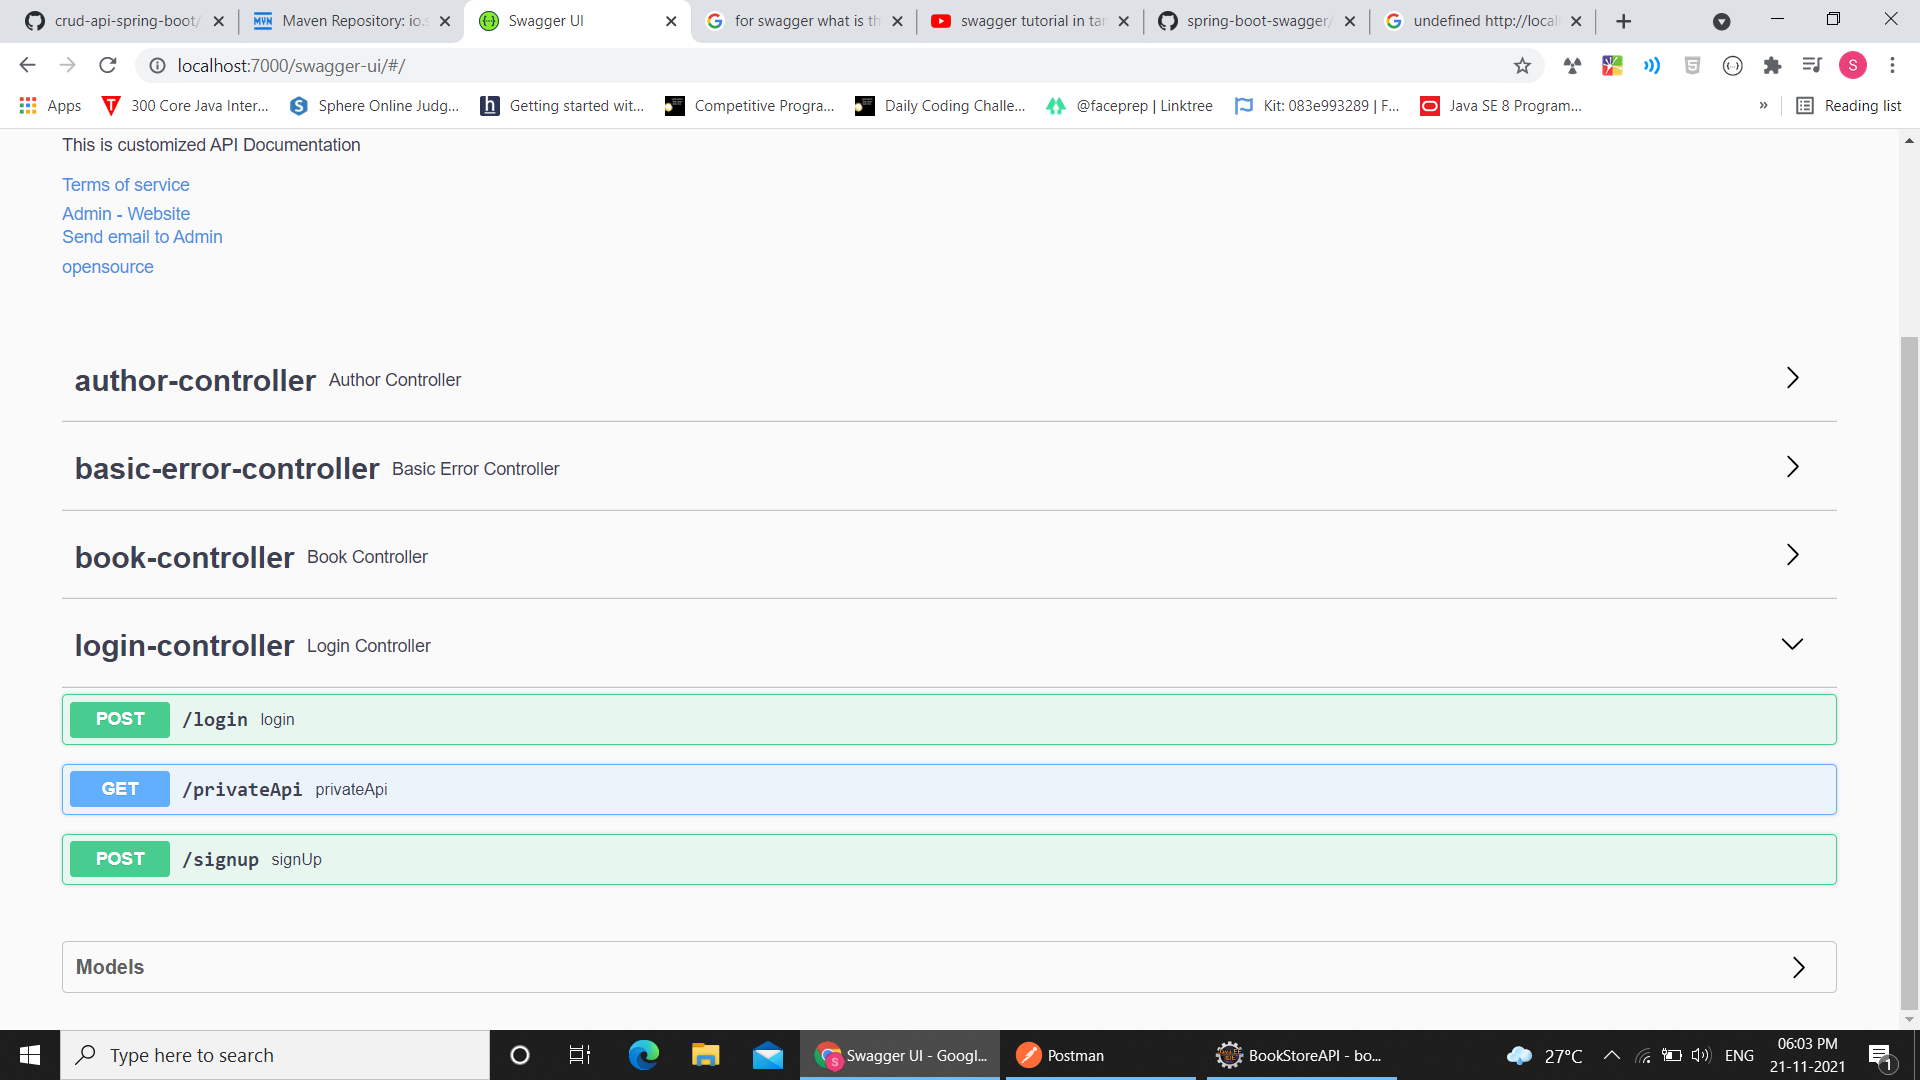 crud-api-spring-boot/
Maven Repository: io.s
Swagger UI
for swagger what is th
swagger tutorial in tam
spring-boot-swagger/
undefined http://local
localhost:7000/swagger-ui/#/
S
Apps
300 Core Java Inter...
Sphere Online Judg...
Getting started wit...
Competitive Progra...
Daily Coding Challe...
@faceprep | Linktree
Kit: 083e993289 | F...
Java SE 8 Program...
»
Reading list
This is customized API Documentation
Terms of service
Admin - Website
Send email to Admin
opensource
author-controller Author Controller
basic-error-controller Basic Error Controller
book-controller Book Controller
login-controller Login Controller
POST /login login
GET /privateApi privateApi
POST /signup signUp
Models
Type here to search
Swagger UI - Googl...
Postman
BookStoreAPI - bo...
27°C
ENG
06:03 PM
21-11-2021
1